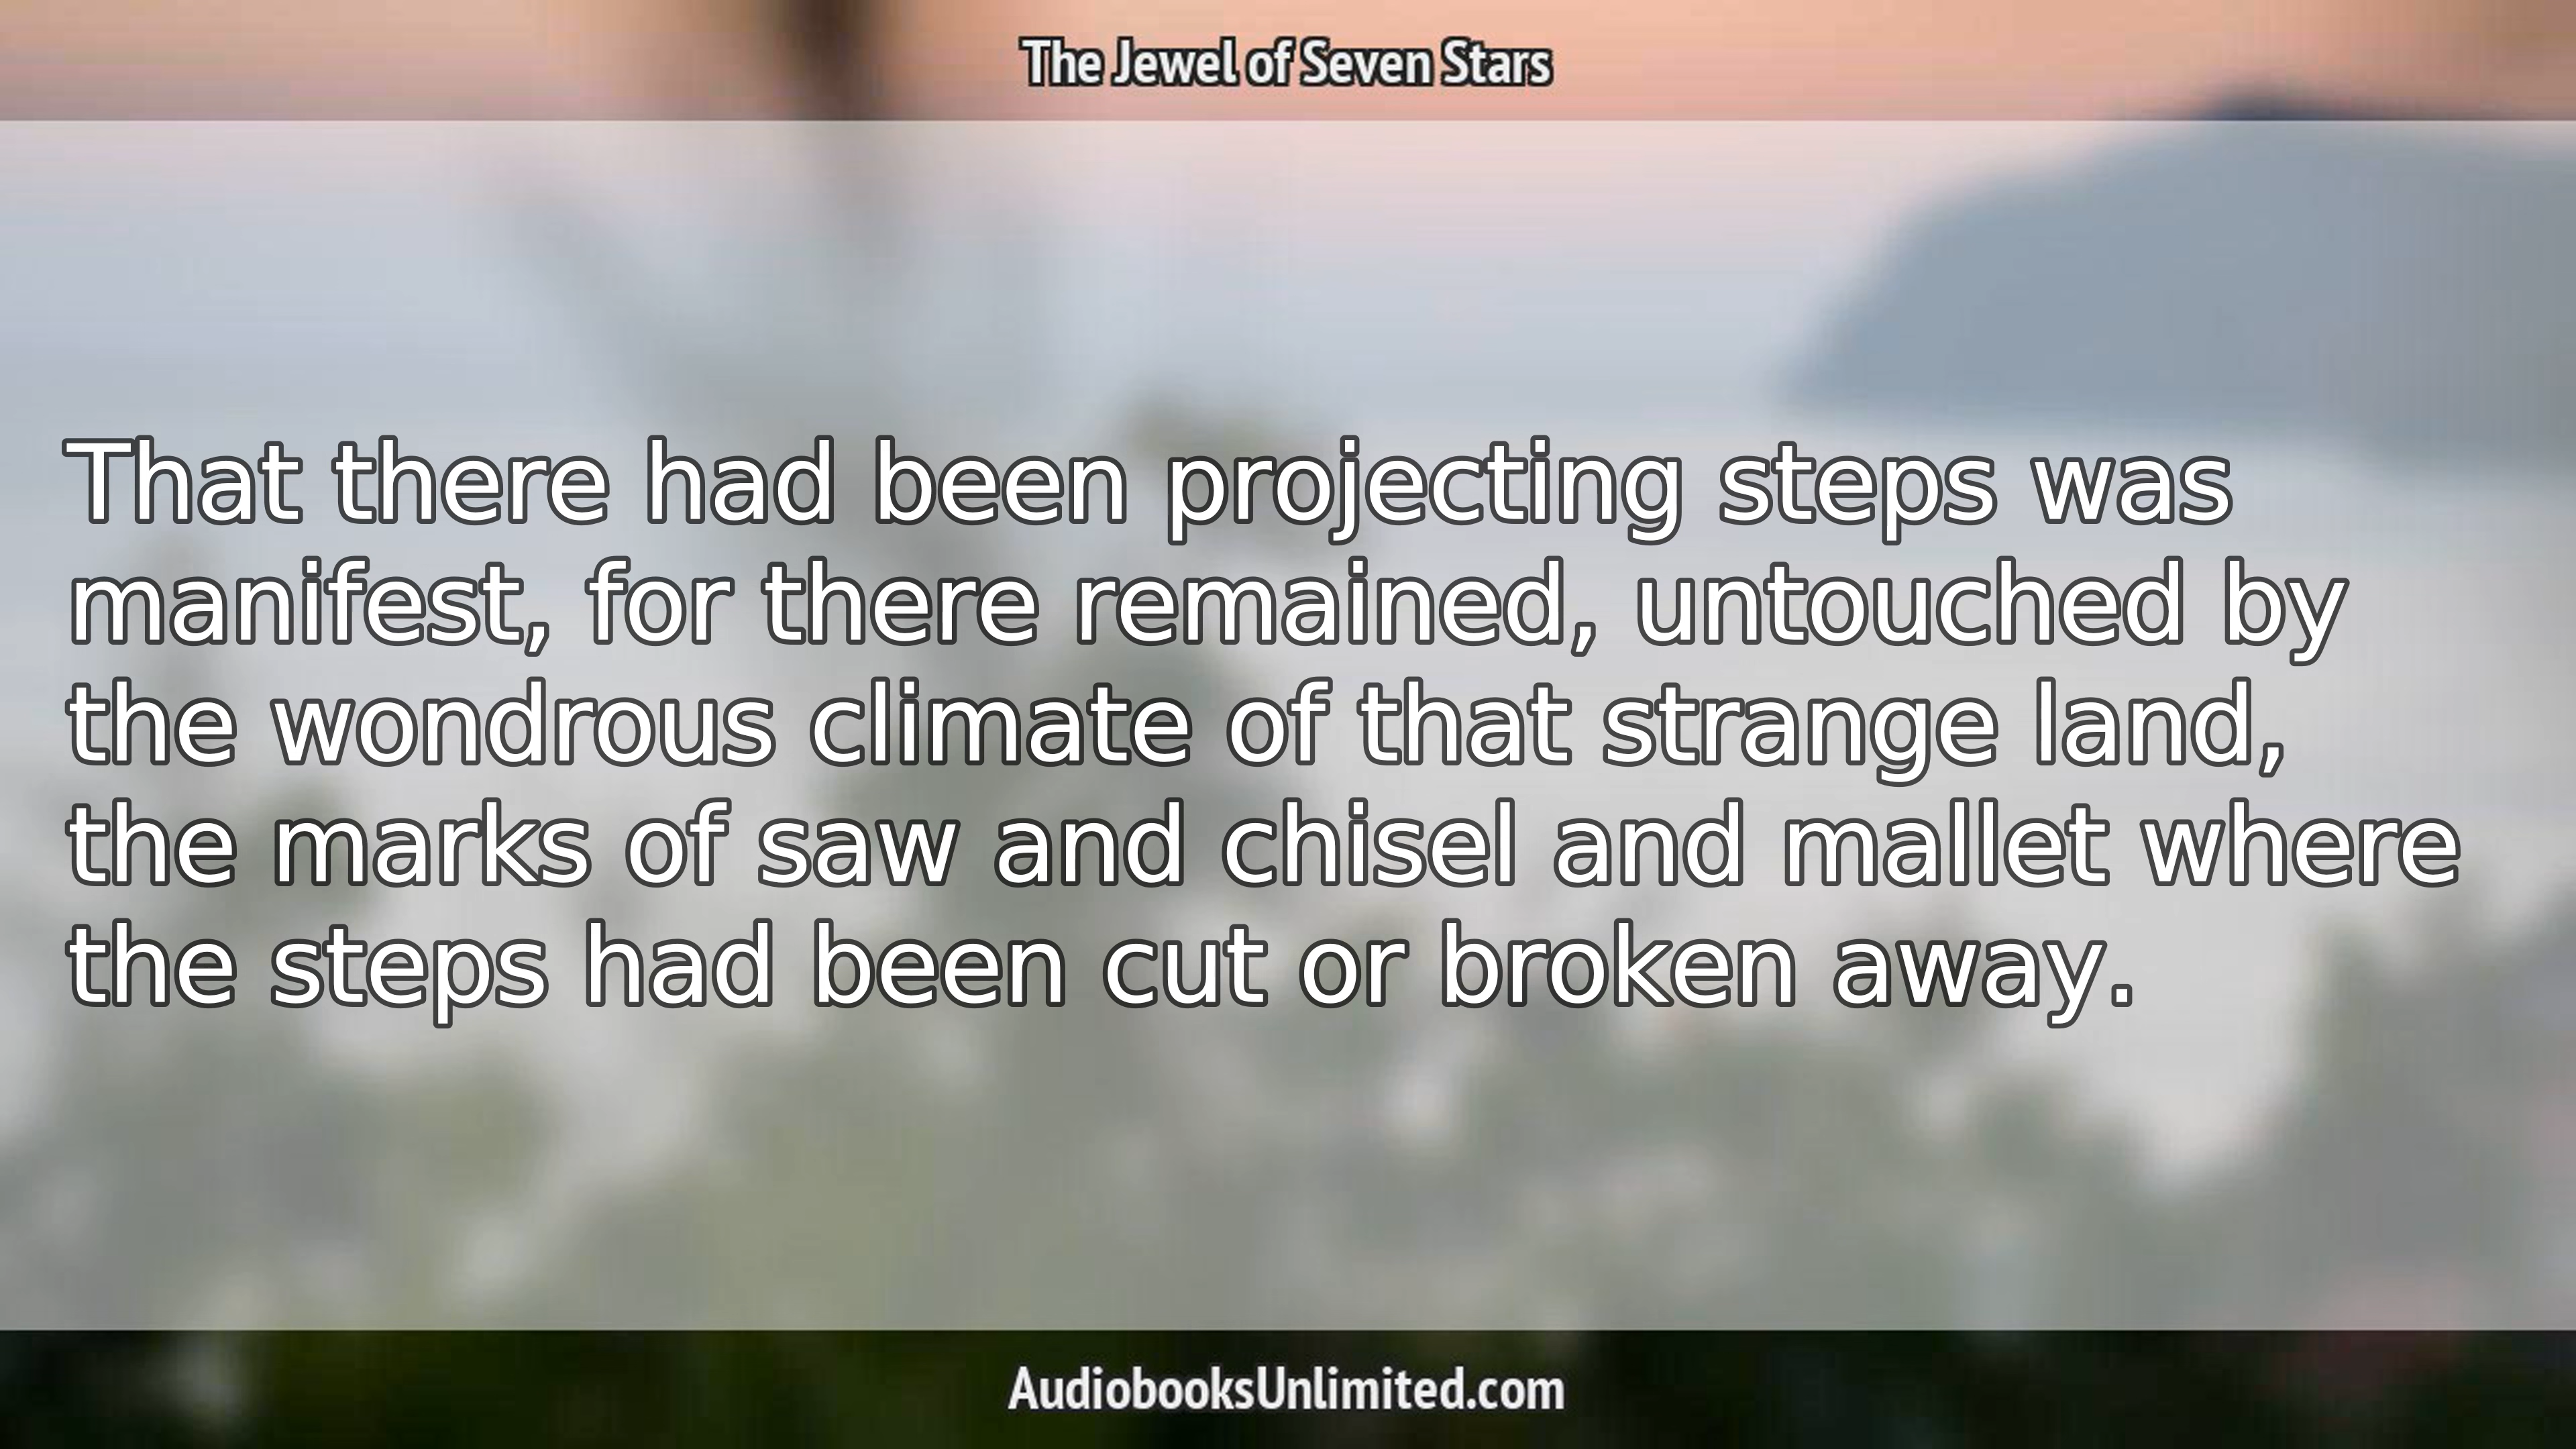 The Jewel of Seven Stars
That there had been projecting steps was
manifest, for there remained, untouched by
the wondrous climate of that strange land,
the marks of saw and chisel and mallet where
the steps had been cut or broken away.
AudiobooksUnlimited.com